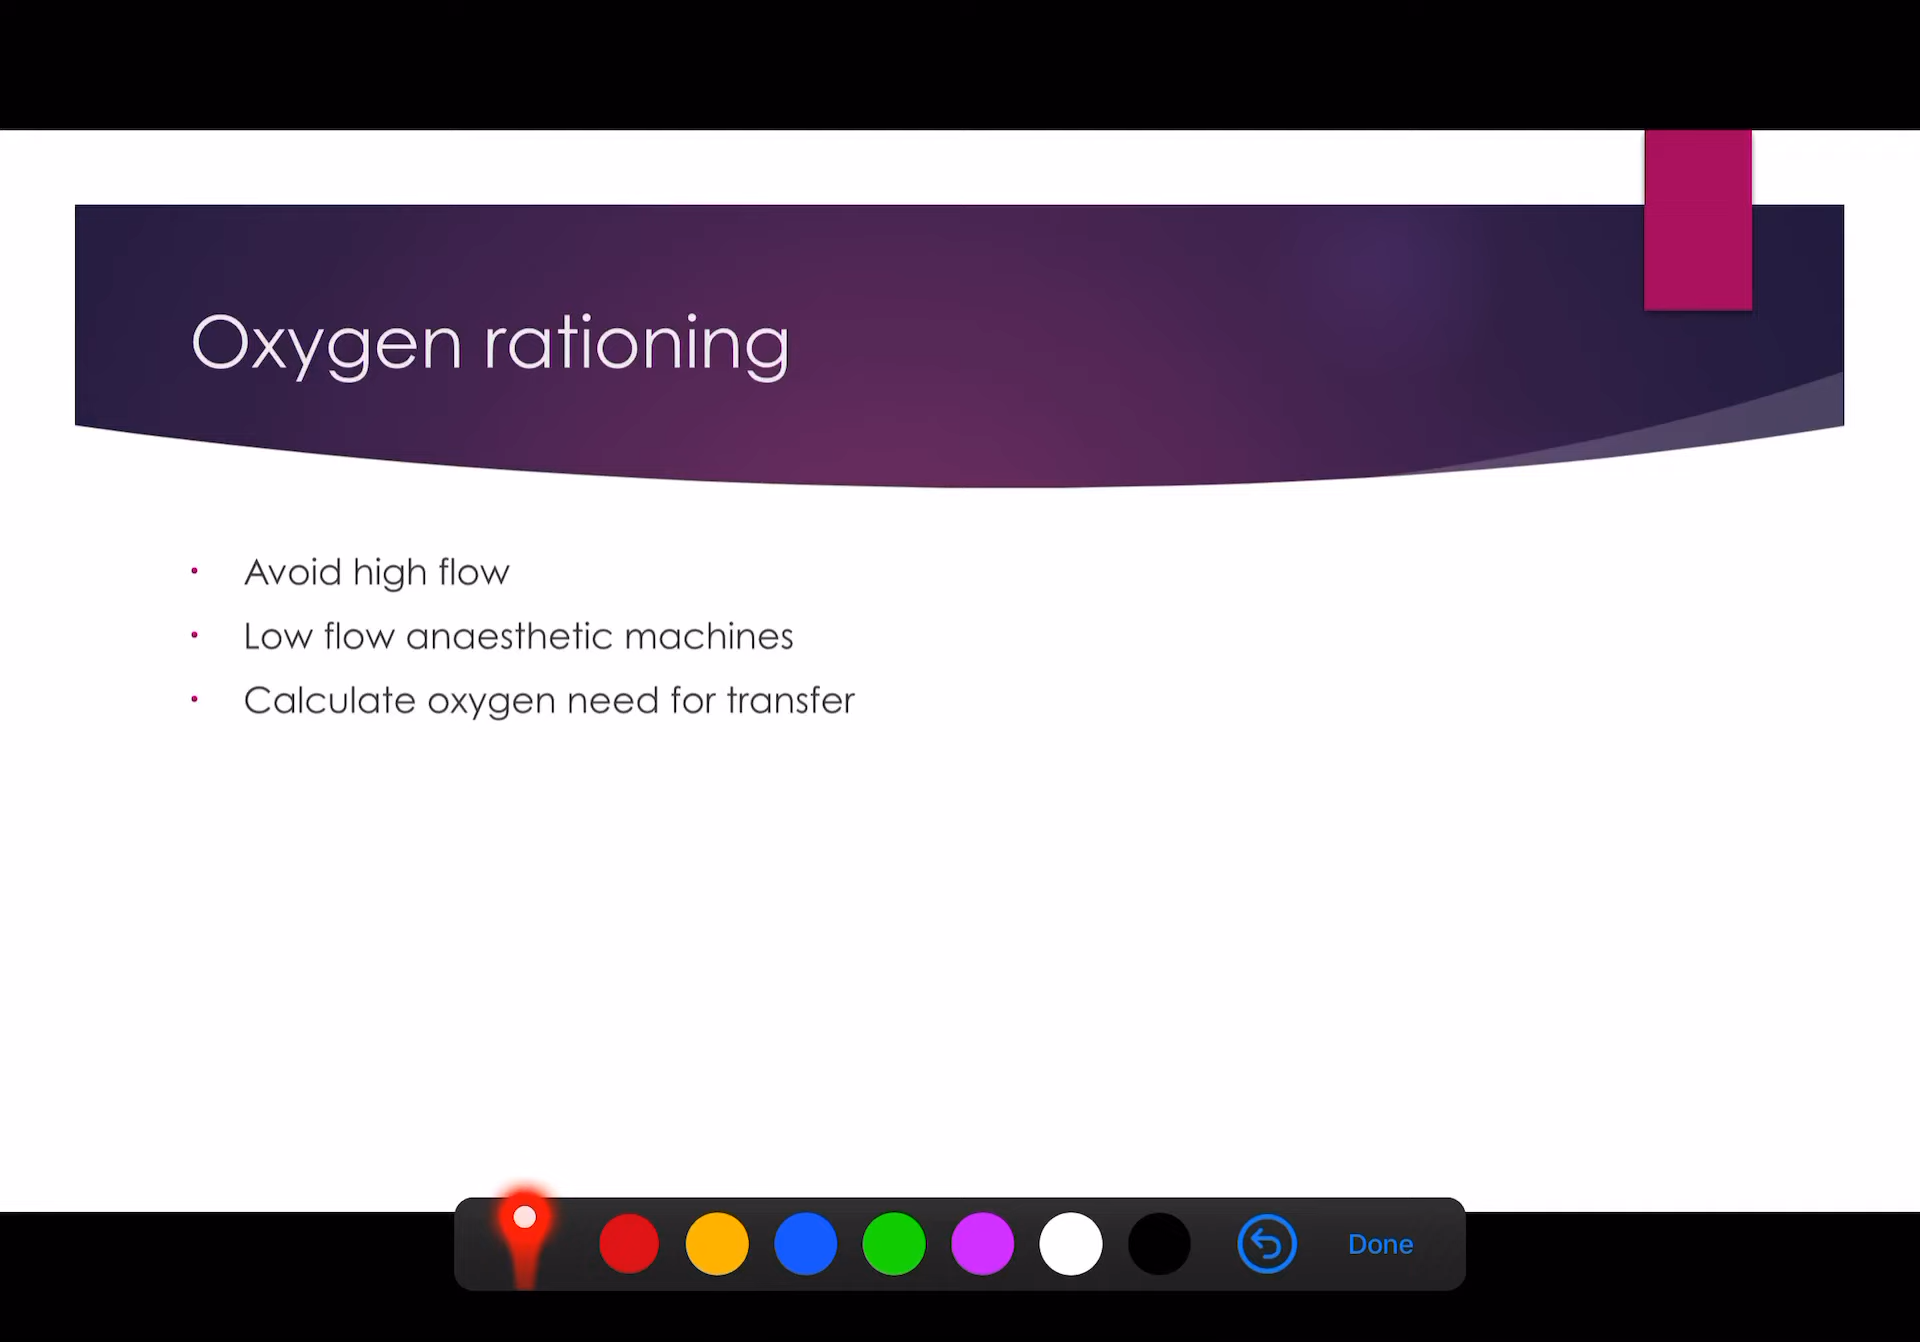 Oxygen rationing
• Avoid high flow
• Low flow anaesthetic machines
• Calculate oxygen need for transfer
Done